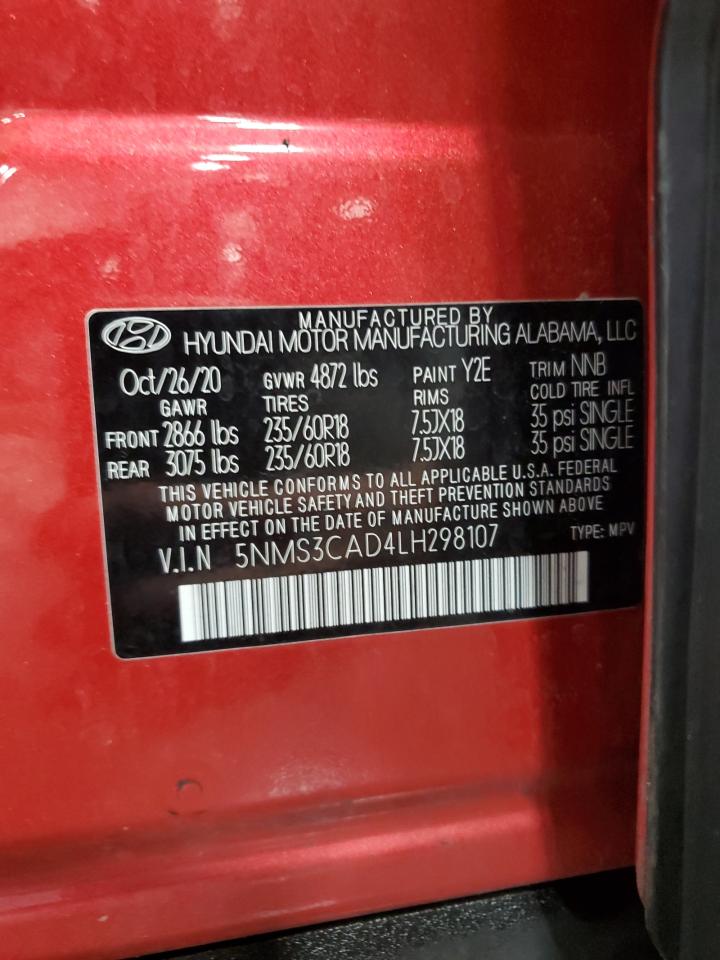 MANUFACTURED BY
HYUNDAI MOTOR MANUFACTURING ALABAMA, LLC
Oct/26/20 GVWR 4872 lbs PAINT Y2E TRIM NNB
GAWR TIRES RIMS COLD TIRE INFL
FRONT 2866 lbs 235/60R18 7.5JX18 35 psi SINGLE
REAR 3075 lbs 235/60R18 7.5JX18 35 psi SINGLE
THIS VEHICLE CONFORMS TO ALL APPLICABLE U.S.A. FEDERAL
MOTOR VEHICLE SAFETY AND THEFT PREVENTION STANDARDS
IN EFFECT ON THE DATE OF MANUFACTURE SHOWN ABOVE
V.I.N 5NMS3CAD4LH298107 TYPE: MPV